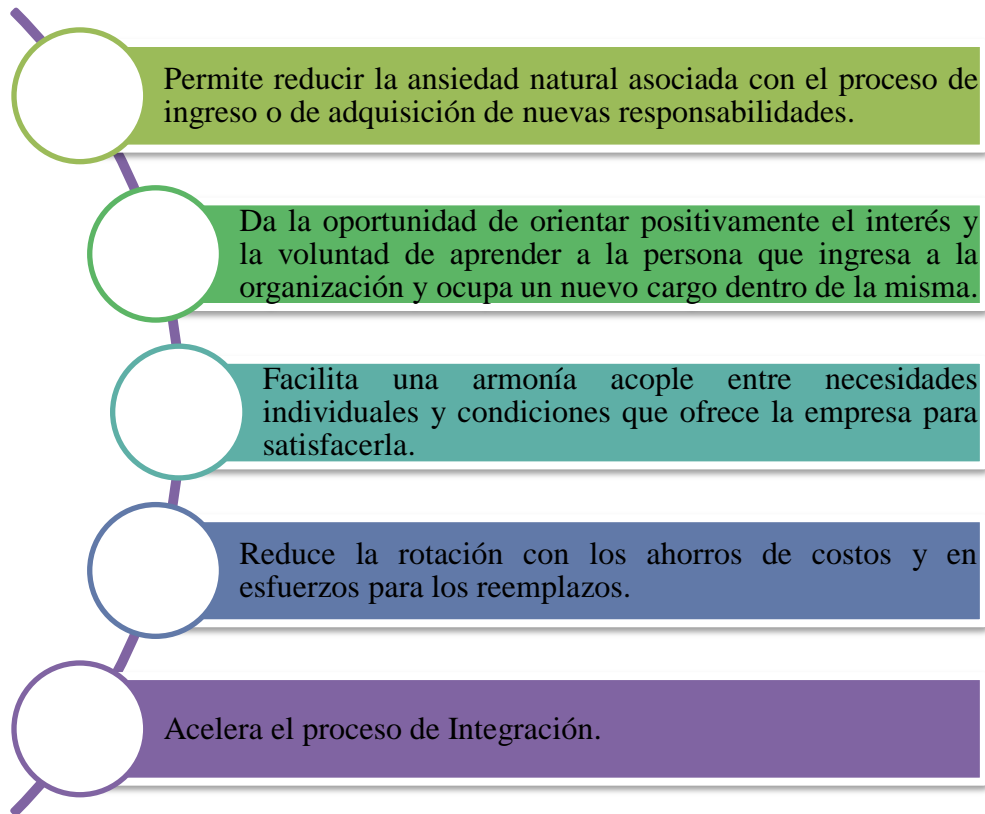 Permite reducir la ansiedad natural asociada con el proceso de
ingreso o de adquisición de nuevas responsabilidades.
Da la oportunidad de orientar positivamente el interés y
la voluntad de aprender a la persona que ingresa a la
organización y ocupa un nuevo cargo dentro de la misma.
Facilita una armonía acople entre necesidades
individuales y condiciones que ofrece la empresa para
satisfacerla.
Reduce la rotación con los ahorros de costos y en
esfuerzos para los reemplazos.
Acelera el proceso de Integración.